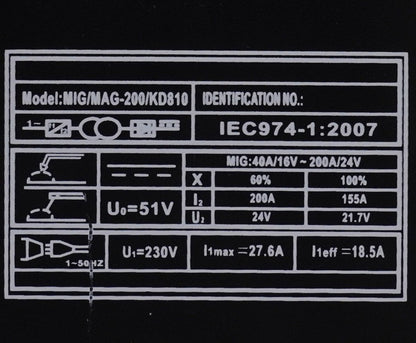 Model:MIG/MAG-200/KD810 IDENTIFICATION NO.:
1~ IEC974-1:2007
MIG:40A/16V~200A/24V
X 60% 100%
U₀=51V I₂ 200A 155A
U₂ 24V 21.7V
1~50HZ U₁=230V I1max=27.6A I1eff=18.5A